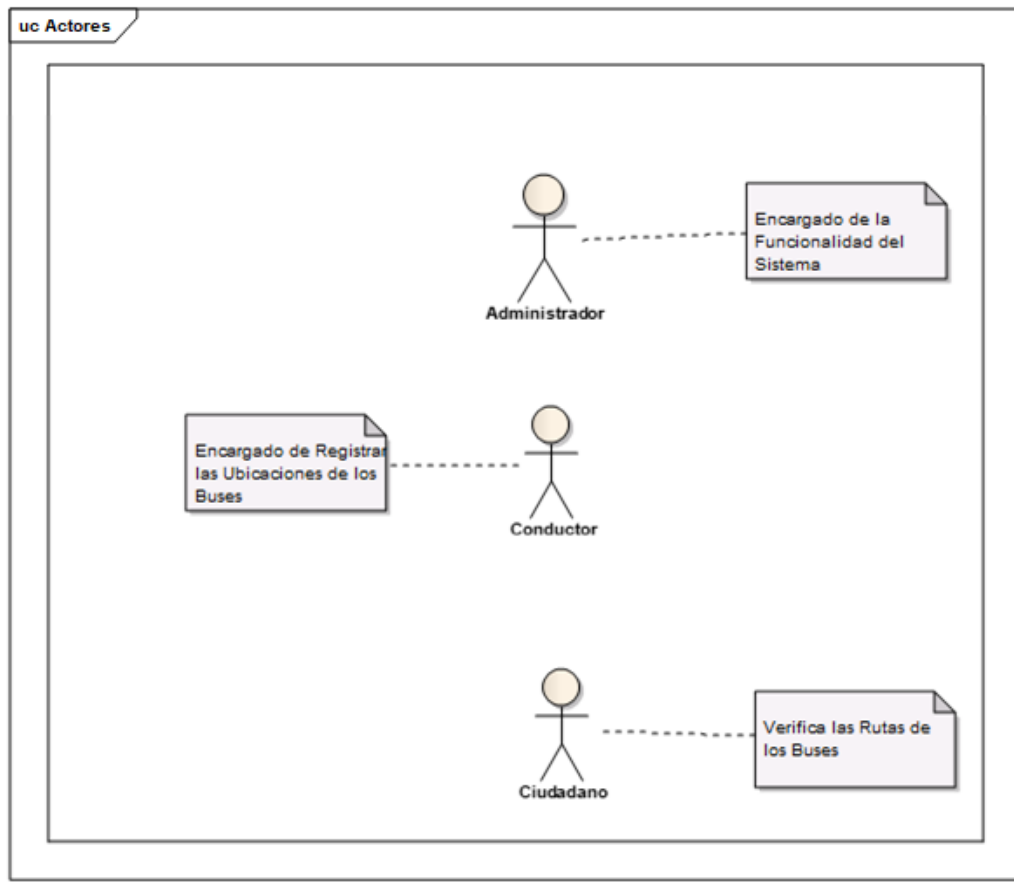 uc Actores
Encargado de la
Funcionalidad del
Sistema
Administrador
Encargado de Registrar
las Ubicaciones de los
Buses
Conductor
Verifica las Rutas de
los Buses
Ciudadano